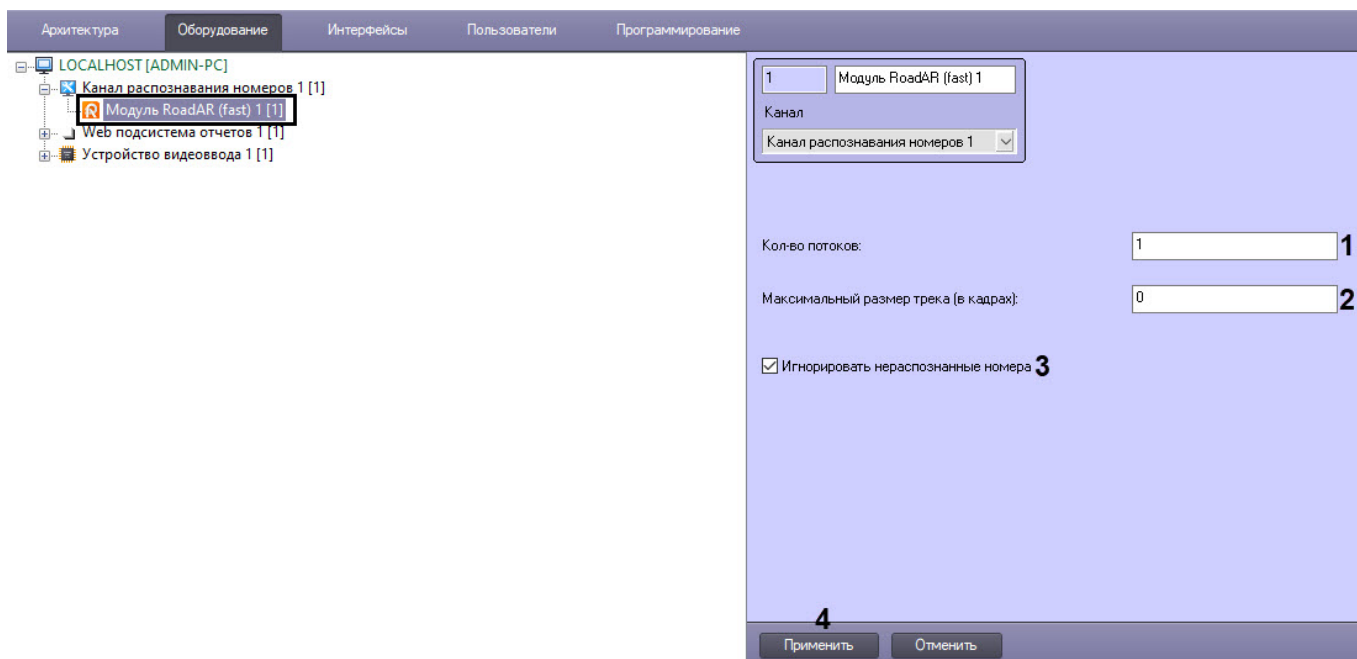 Архитектура Оборудование Интерфейсы Пользователи Программирование
LOCALHOST [ADMIN-PC]
Канал распознавания номеров 1 [1]
Модуль RoadAR (fast) 1 [1]
Web подсистема отчетов 1 [1]
Устройство видеоввода 1 [1]
1 Модуль RoadAR (fast) 1
Канал
Канал распознавания номеров 1
Кол-во потоков: 1 1
Максимальный размер трека (в кадрах): 0 2
Игнорировать нераспознанные номера 3
4
Применить Отменить